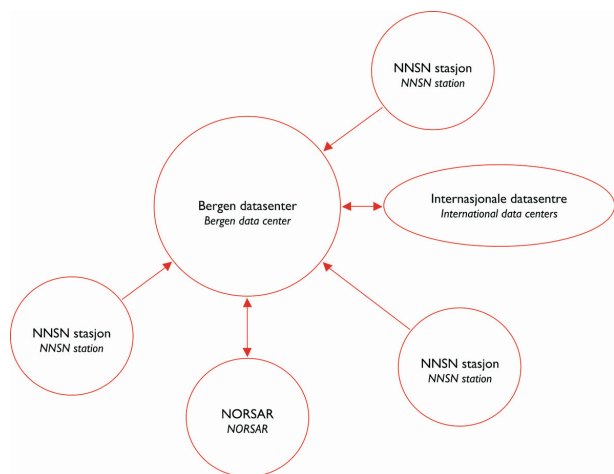 NNSN stasjon
NNSN station
Bergen datasenter
Bergen data center
Internasjonale datasentre
International data centers
NNSN stasjon
NNSN station
NNSN stasjon
NNSN station
NORSAR
NORSAR